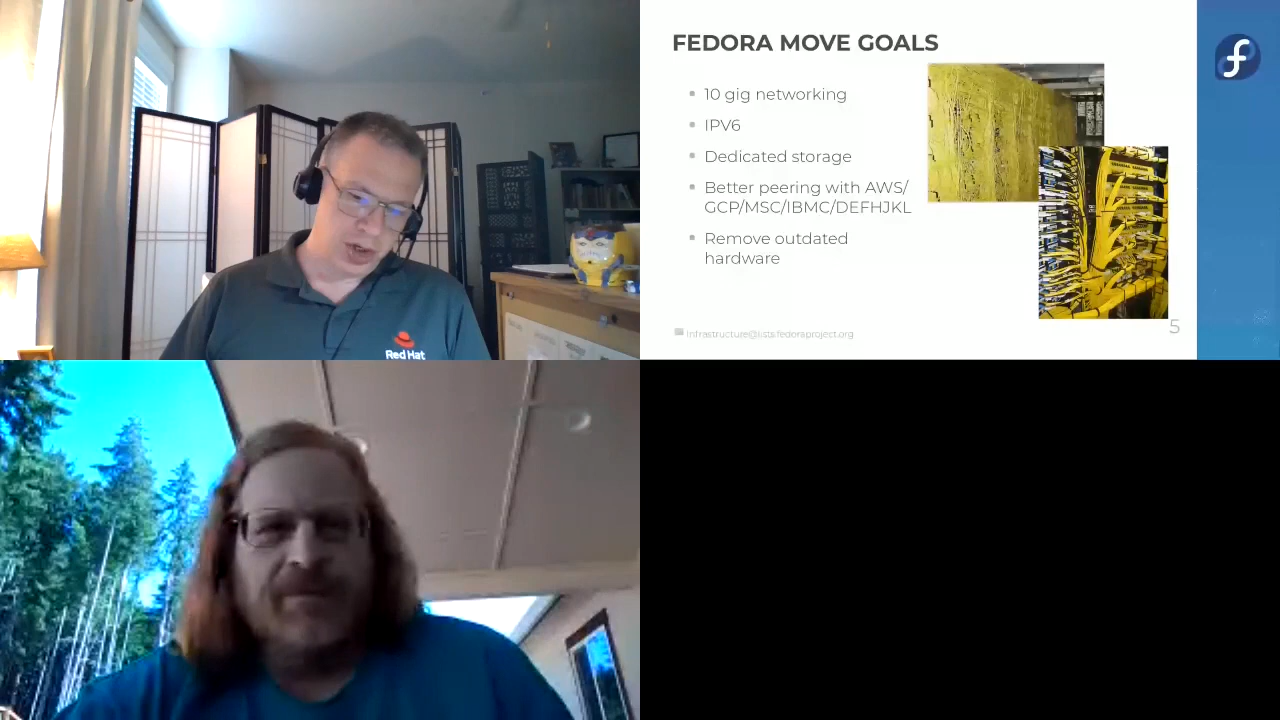 FEDORA MOVE GOALS
10 gig networking
IPV6
Dedicated storage
Better peering with AWS/
GCP/MSC/IBMC/DEFHJKL
Remove outdated
hardware
infrastructure@lists.fedoraproject.org
5
Red Hat